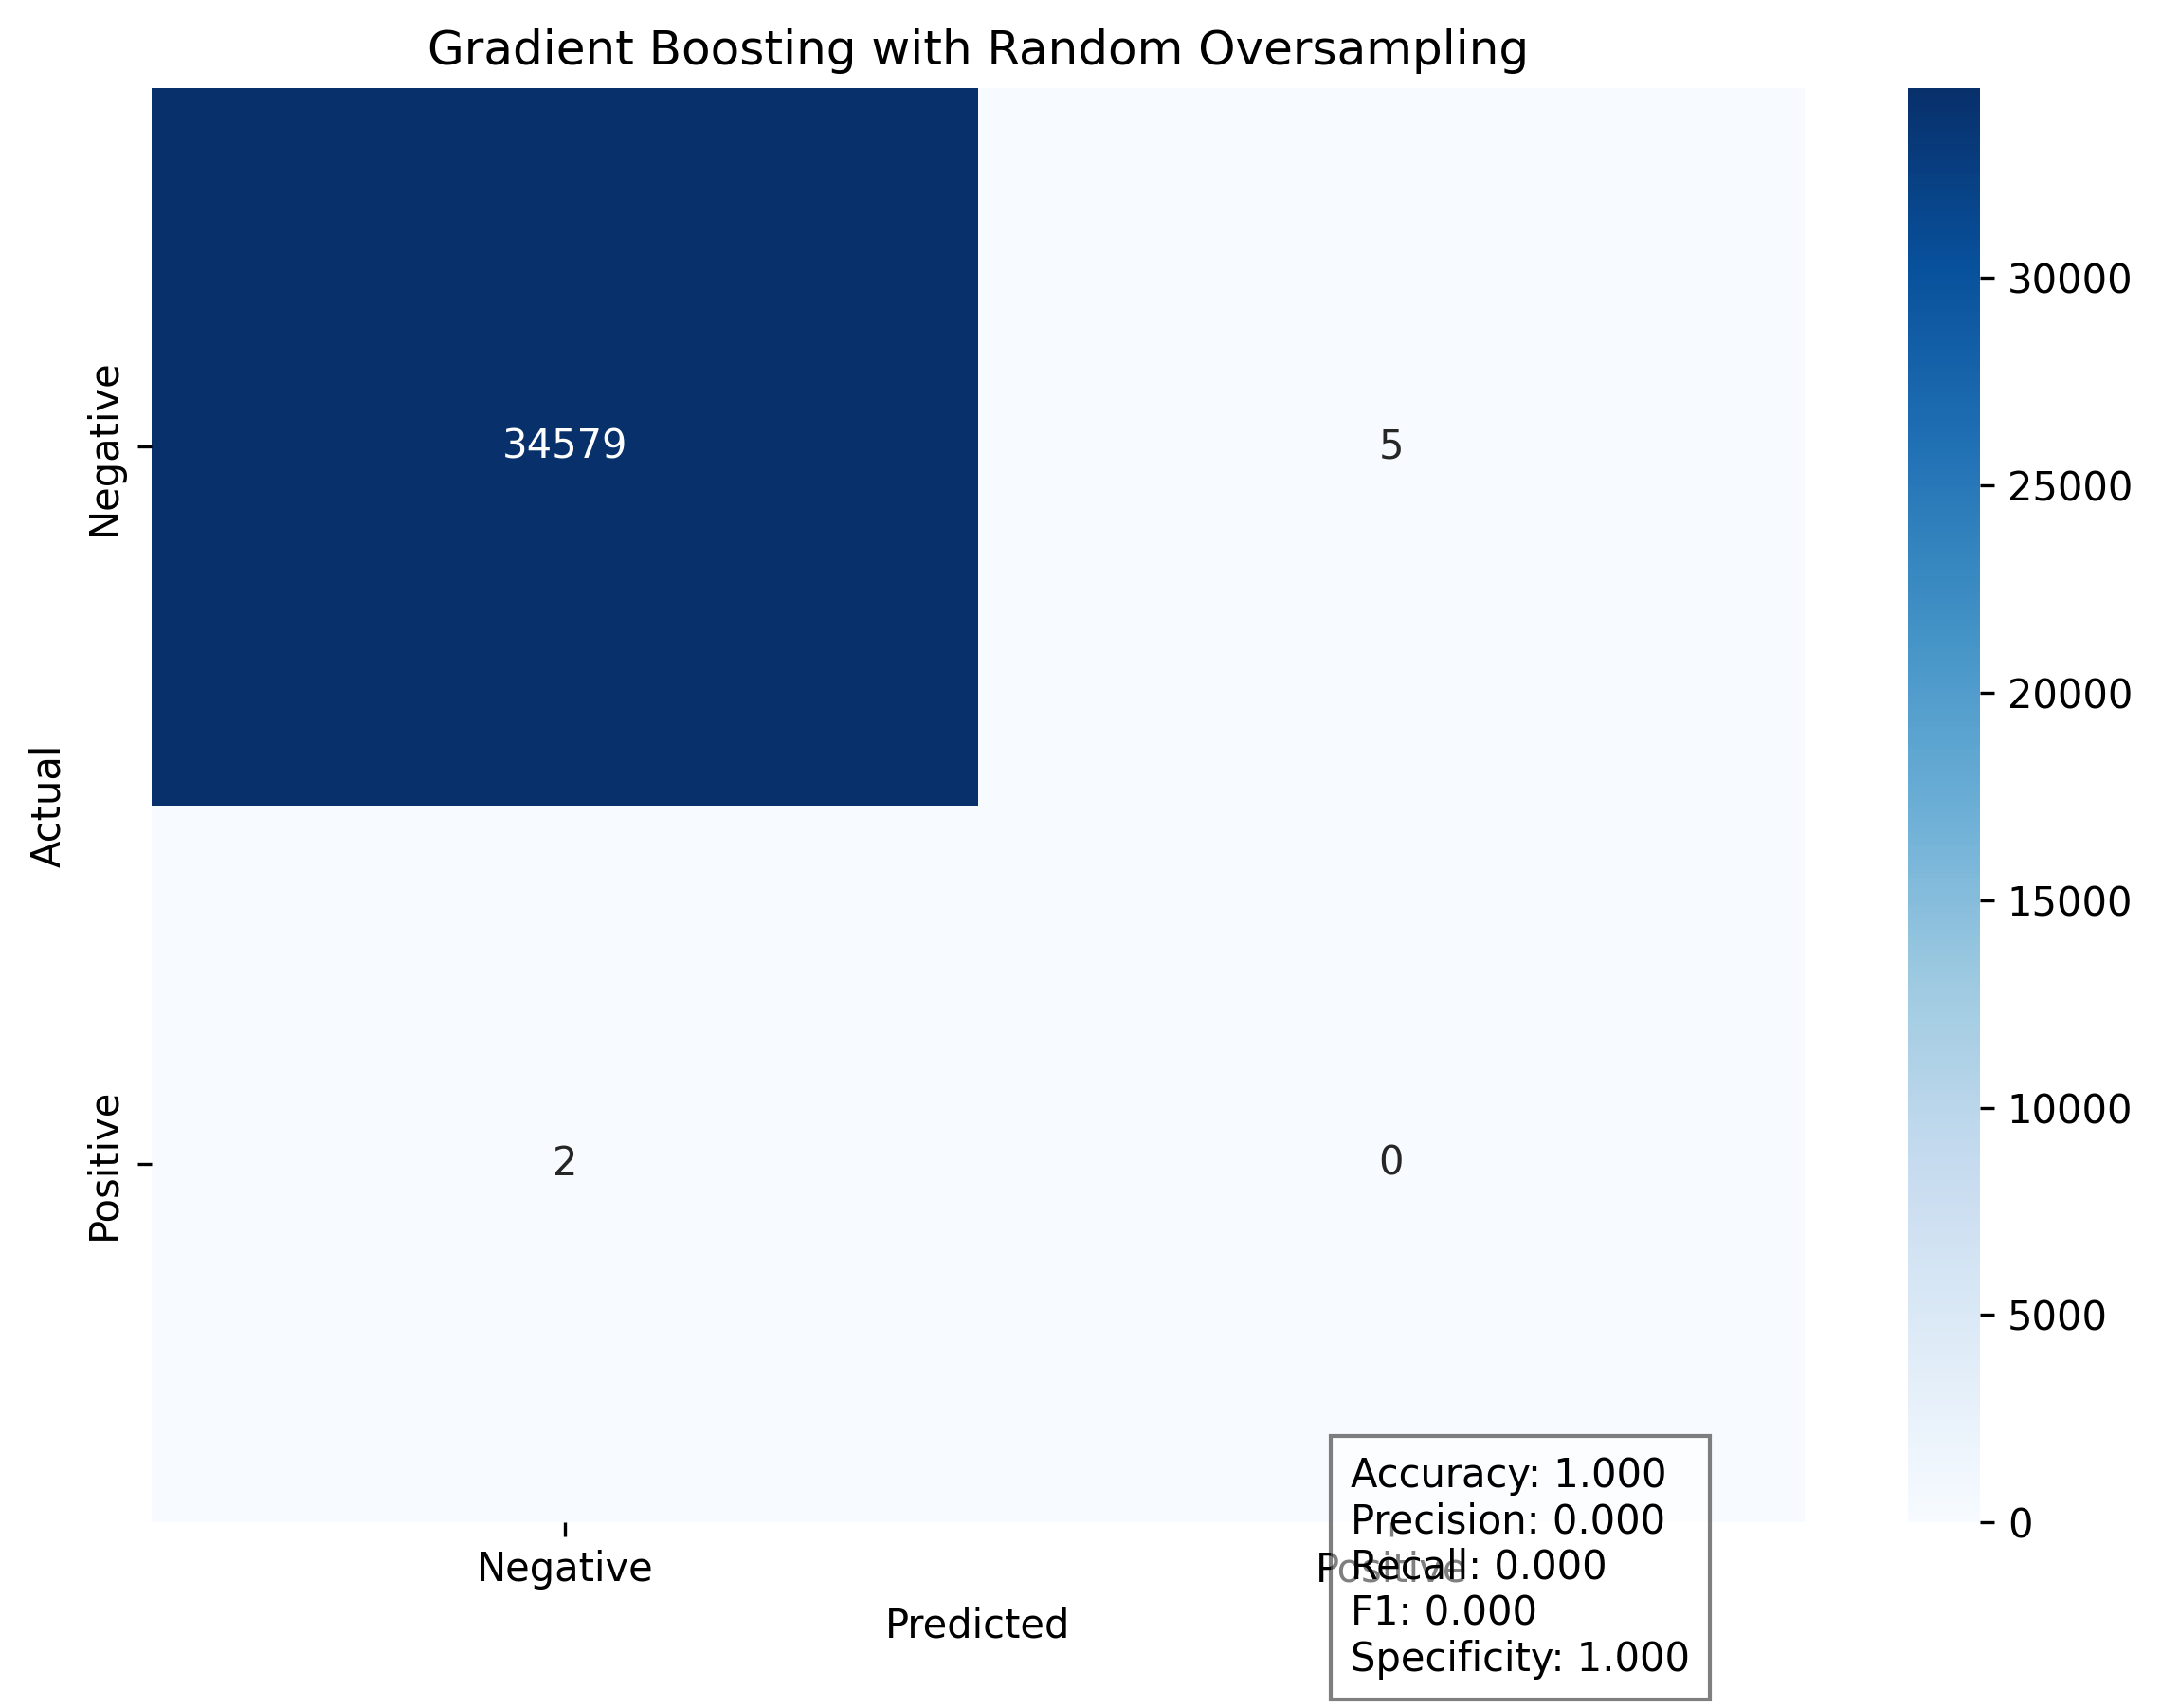 Gradient Boosting with Random Oversampling
Actual
Negative
Positive
34579
5
2
0
Negative
Positive
Predicted
30000
25000
20000
15000
10000
5000
0
Accuracy: 1.000
Precision: 0.000
Recall: 0.000
F1: 0.000
Specificity: 1.000